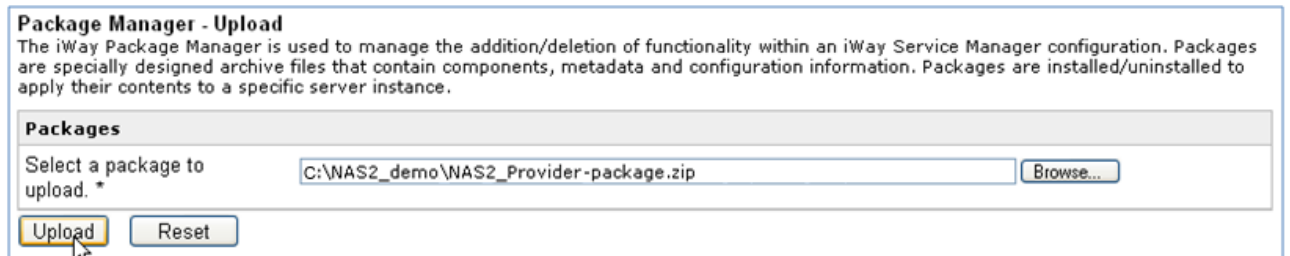 Package Manager - Upload
The iWay Package Manager is used to manage the addition/deletion of functionality within an iWay Service Manager configuration. Packages
are specially designed archive files that contain components, metadata and configuration information. Packages are installed/uninstalled to
apply their contents to a specific server instance.
Packages
Select a package to
upload. *
C:\NAS2_demo\NAS2_Provider-package.zip
Browse...
Upload Reset